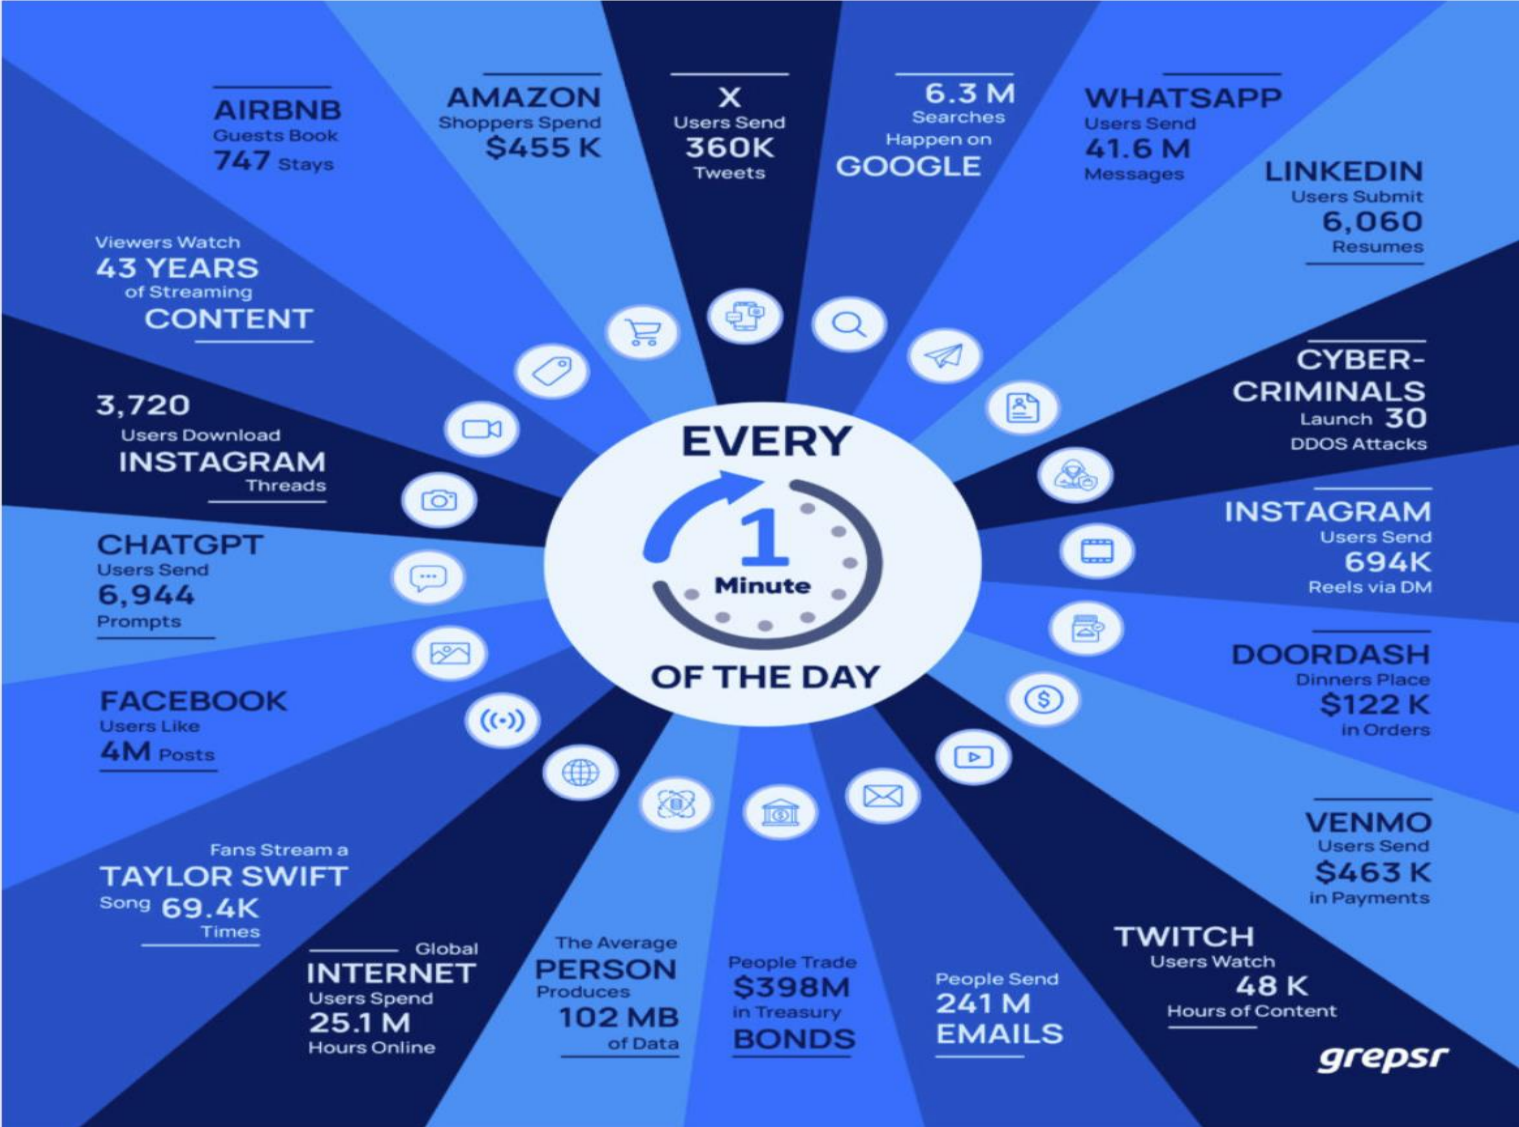 AIRBNB
Guests Book
747 Stays
AMAZON
Shoppers Spend
$455 K
X
Users Send
360K
Tweets
6.3 M
Searches
Happen on
GOOGLE
WHATSAPP
Users Send
41.6 M
Messages
LINKEDIN
Users Submit
6,060
Resumes
CYBER-
CRIMINALS
Launch 30
DDOS Attacks
INSTAGRAM
Users Send
694K
Reels via DM
DOORDASH
Dinners Place
$122 K
in Orders
VENMO
Users Send
$463 K
in Payments
TWITCH
Users Watch
48 K
Hours of Content
People Send
241 M
EMAILS
People Trade
$398M
in Treasury
BONDS
The Average
PERSON
Produces
102 MB
of Data
Global
INTERNET
Users Spend
25.1 M
Hours Online
Fans Stream a
TAYLOR SWIFT
Song 69.4K
Times
FACEBOOK
Users Like
4M Posts
CHATGPT
Users Send
6,944
Prompts
3,720
Users Download
INSTAGRAM
Threads
Viewers Watch
43 YEARS
of Streaming
CONTENT
EVERY
1
Minute
OF THE DAY
grepsr